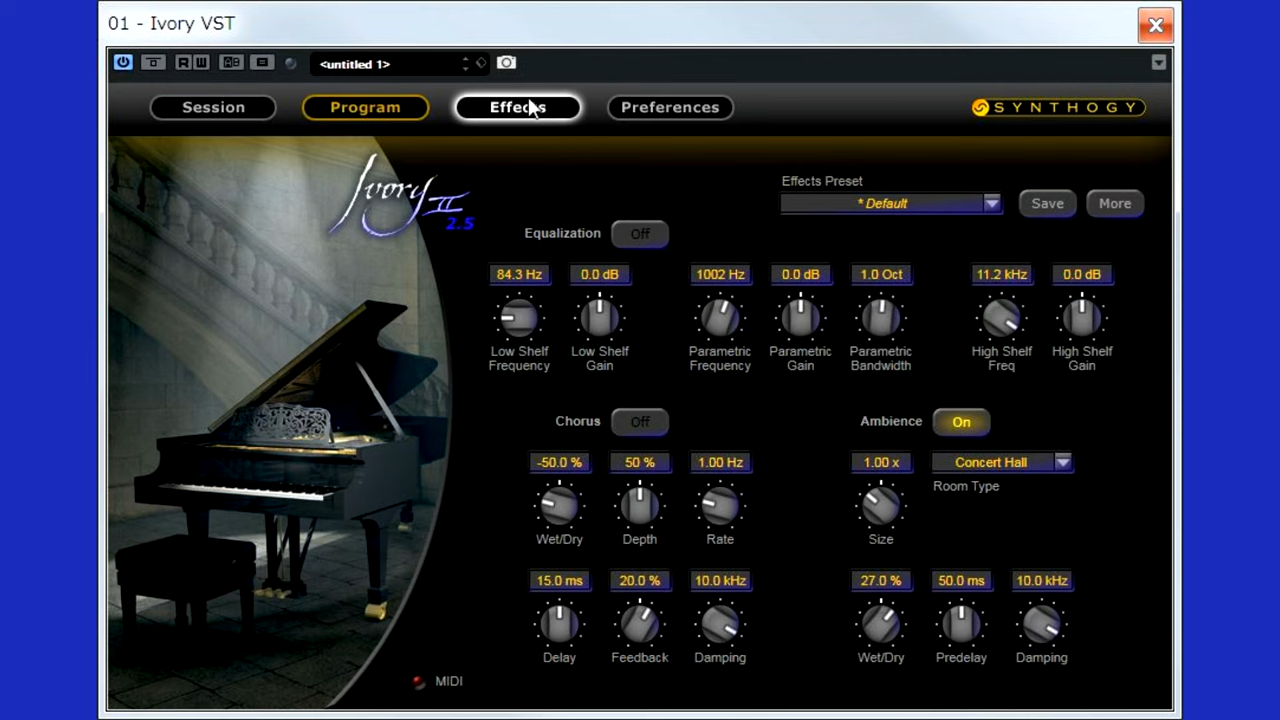 01 - Ivory VST
R W
<untitled 1>
Session
Program
Effects
Preferences
SYNTHOGY
Ivory II
2.5
Effects Preset
* Default
Save
More
Equalization
Off
84.3 Hz
0.0 dB
1002 Hz
0.0 dB
1.0 Oct
11.2 kHz
0.0 dB
Low Shelf
Frequency
Low Shelf
Gain
Parametric
Frequency
Parametric
Gain
Parametric
Bandwidth
High Shelf
Freq
High Shelf
Gain
Chorus
Off
-50.0 %
50 %
1.00 Hz
Wet/Dry
Depth
Rate
15.0 ms
20.0 %
10.0 kHz
Delay
Feedback
Damping
Ambience
On
1.00 x
Concert Hall
Room Type
Size
27.0 %
50.0 ms
10.0 kHz
Wet/Dry
Predelay
Damping
MIDI